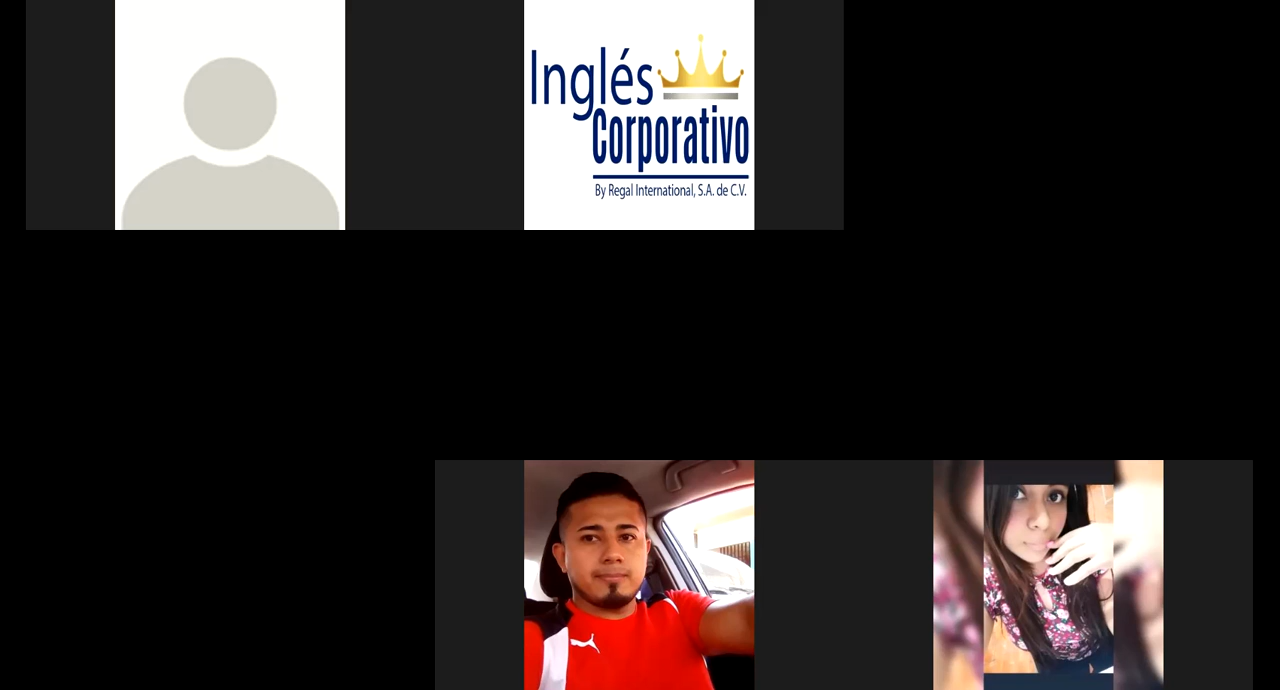 Inglés
Corporativo
By Regal International, S.A. de C.V.